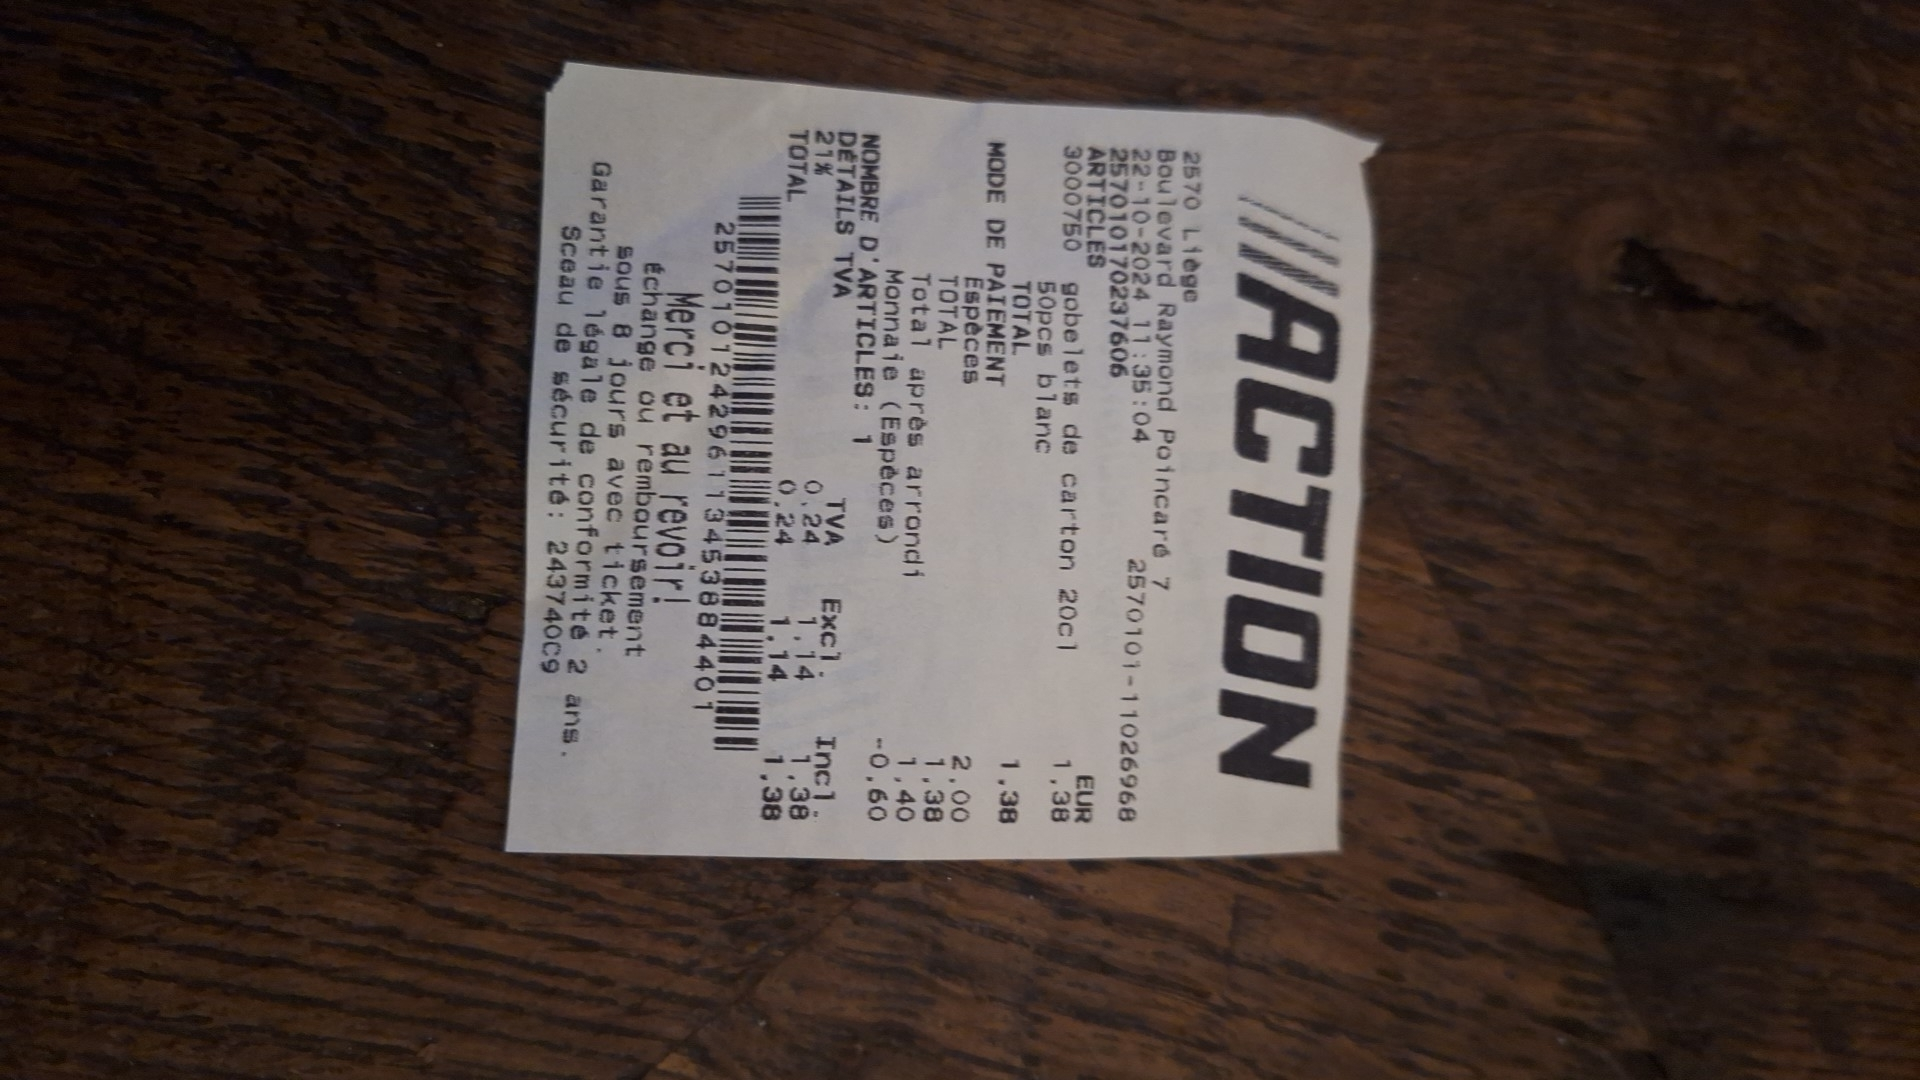 ACTION
2570 Liège
Boulevard Raymond Poincaré 7
22-10-2024 11:35:04 2570101-11026968
2570101702376​06
ARTICLES EUR
3000750 gobelets de carton 20cl 1,38
50pcs blanc
TOTAL 1,38
MODE DE PAIEMENT
Espèces 2,00
TOTAL 1,38
Total après arrondi 1,40
Monnaie (Espèces) -0,60
NOMBRE D'ARTICLES: 1
DÉTAILS TVA TVA Excl. Incl.
21% 0,24 1,14 1,38
TOTAL 0,24 1,14 1,38
257010124296113453884401
Merci et au revoir!
Échange ou remboursement
sous 8 jours avec ticket.
Garantie légale de conformité 2 ans.
Sceau de sécurité: 243740C9